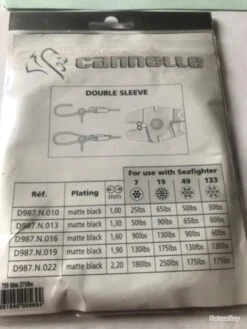 cannelle
DOUBLE SLEEVE
For use with Seafighter
Réf. Plating mm 7 19 49 133
D987.N.010 matte black 1,00 25lbs 65lbs 50lbs 30lbs
D987.N.013 matte black 1,30 50lbs 90lbs 65lbs 60lbs
D987.N.016 matte black 1,60 90lbs 130lbs 90lbs
D987.N.019 matte black 1,90 130lbs 175lbs 130lbs
D987.N.022 matte black 2,20 180lbs 250lbs 175lbs 175lbs
NaturaBuy